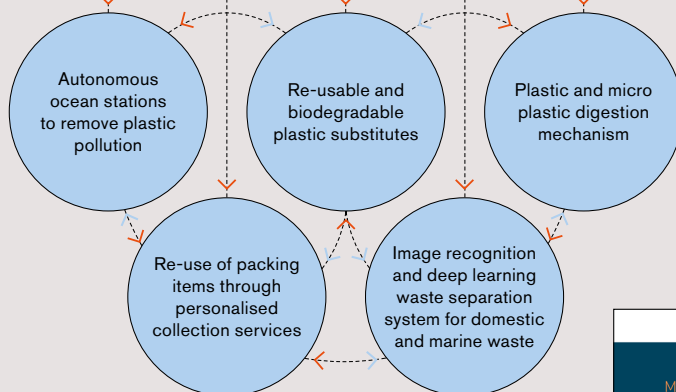 Autonomous
ocean stations
to remove plastic
pollution
Re-usable and
biodegradable
plastic substitutes
Plastic and micro
plastic digestion
mechanism
Re-use of packing
items through
personalised
collection services
Image recognition
and deep learning
waste separation
system for domestic
and marine waste
M